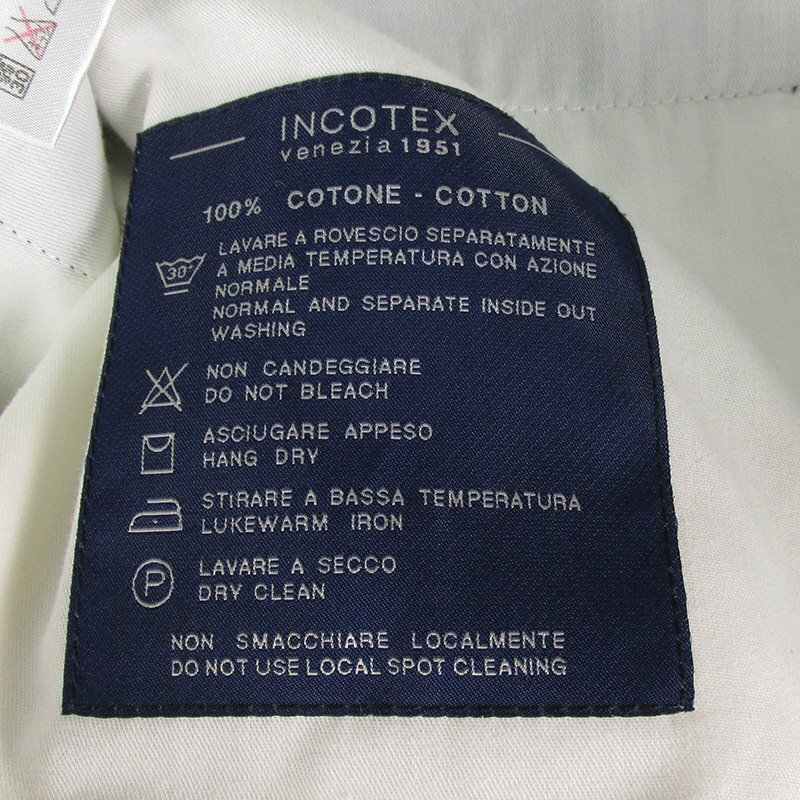 INCOTEX
venezia 1951
100% COTONE - COTTON
30°
LAVARE A ROVESCIO SEPARATAMENTE
A MEDIA TEMPERATURA CON AZIONE
NORMALE
NORMAL AND SEPARATE INSIDE OUT
WASHING
NON CANDEGGIARE
DO NOT BLEACH
ASCIUGARE APPESO
HANG DRY
STIRARE A BASSA TEMPERATURA
LUKEWARM IRON
P
LAVARE A SECCO
DRY CLEAN
NON SMACCHIARE LOCALMENTE
DO NOT USE LOCAL SPOT CLEANING